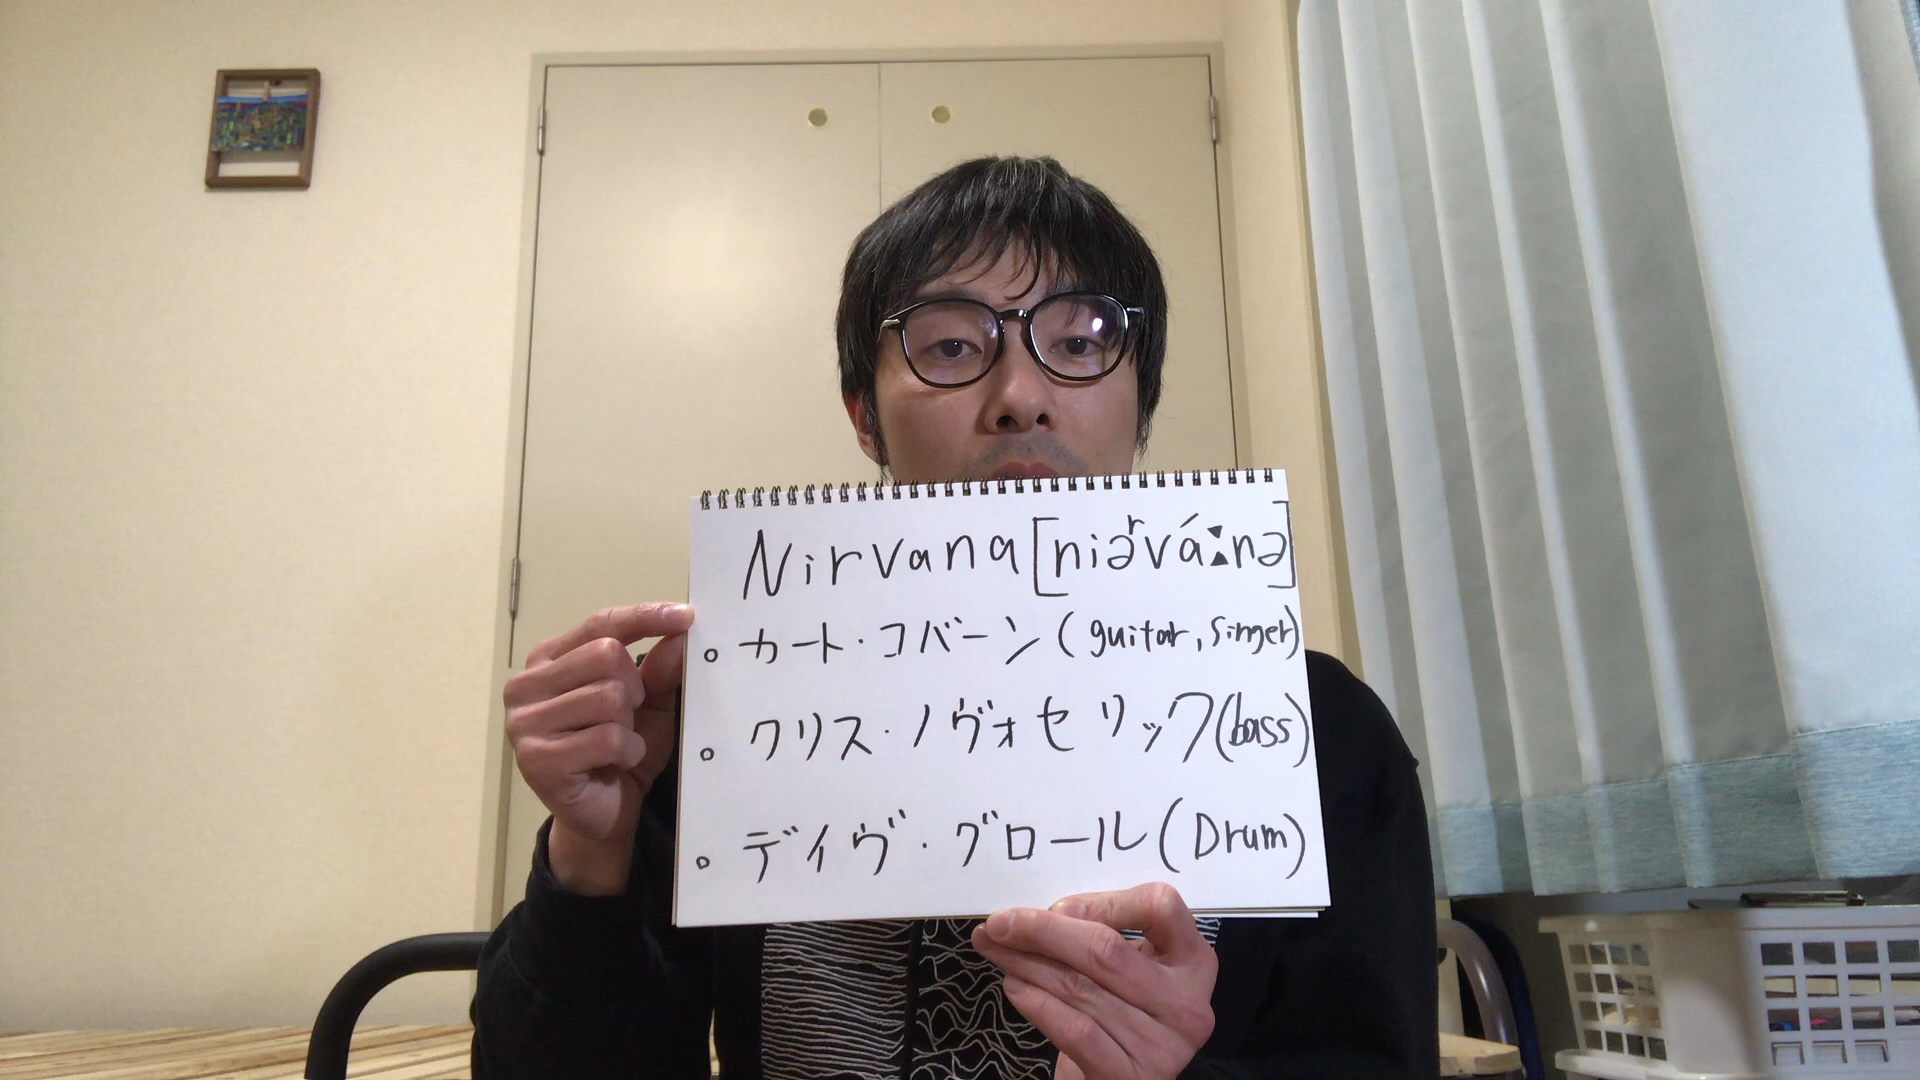 Nirvana[niərváːnə]
。カート・コバーン(guitar, singer)
。クリス・ノヴォセリック(bass)
。デイヴ・グロール(Drum)